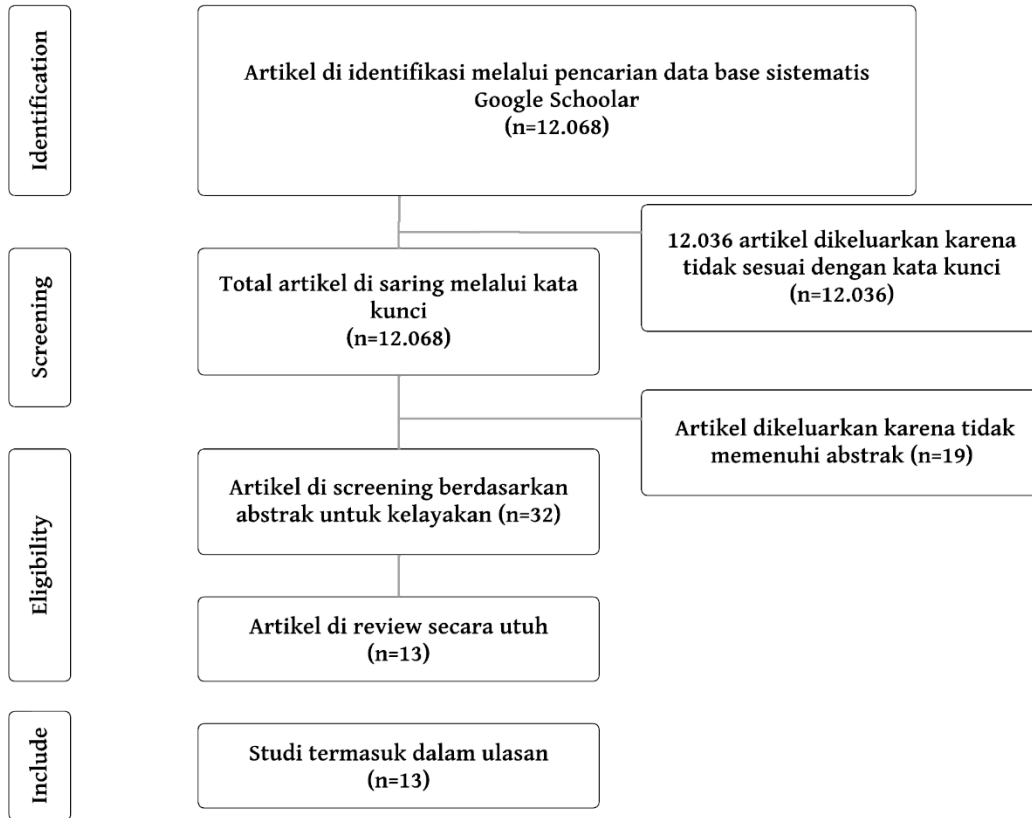 Identification
Artikel di identifikasi melalui pencarian data base sistematis
Google Schoolar
(n=12.068)
Screening
12.036 artikel dikeluarkan karena
tidak sesuai dengan kata kunci
(n=12.036)
Total artikel di saring melalui kata
kunci
(n=12.068)
Artikel dikeluarkan karena tidak
memenuhi abstrak (n=19)
Eligibility
Artikel di screening berdasarkan
abstrak untuk kelayakan (n=32)
Artikel di review secara utuh
(n=13)
Include
Studi termasuk dalam ulasan
(n=13)